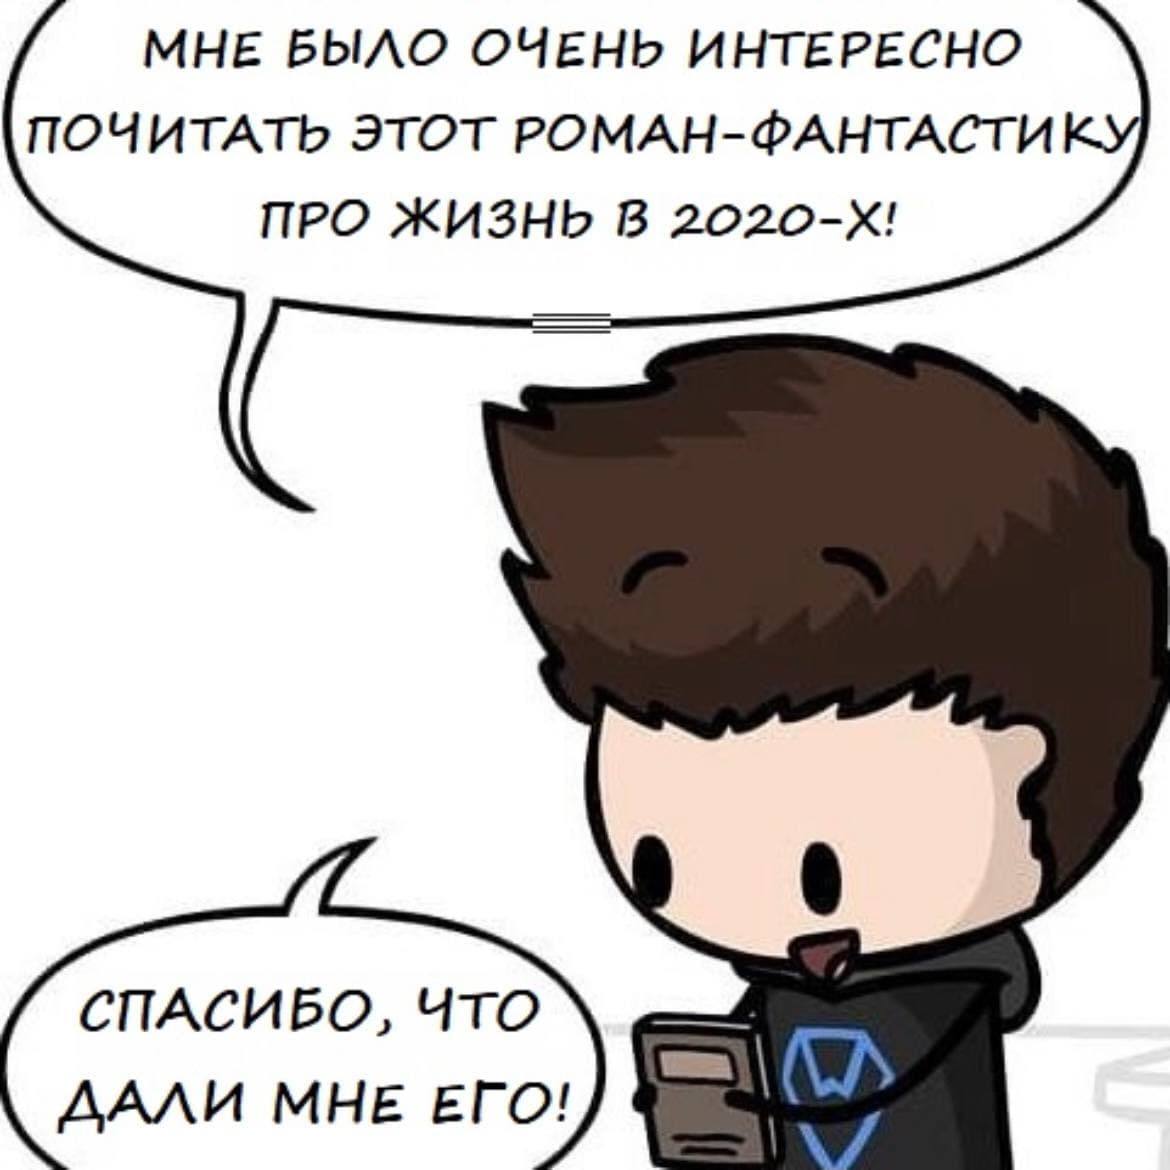 МНЕ БЫЛО ОЧЕНЬ ИНТЕРЕСНО
ПОЧИТАТЬ ЭТОТ РОМАН-ФАНТАСТИКУ
ПРО ЖИЗНЬ В 2020-Х!
СПАСИБО, ЧТО
ДАЛИ МНЕ ЕГО!